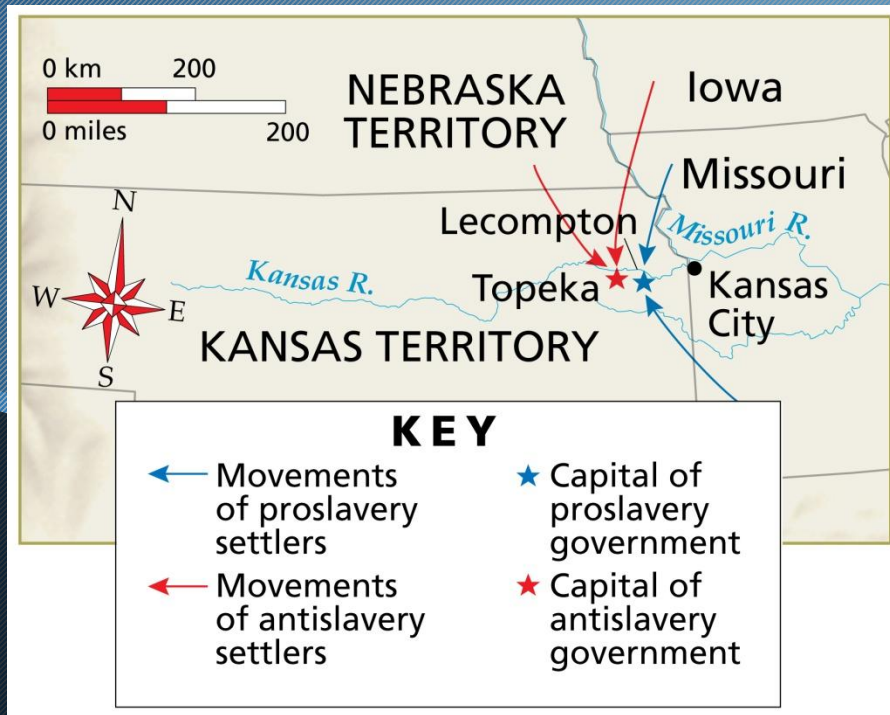 0 km 200
0 miles 200
NEBRASKA
TERRITORY
Iowa
Missouri
Lecompton
Missouri R.
Kansas R.
Topeka
Kansas
City
KANSAS TERRITORY
N
W
E
S
KEY
Movements
of proslavery
settlers
Capital of
proslavery
government
Movements
of antislavery
settlers
Capital of
antislavery
government